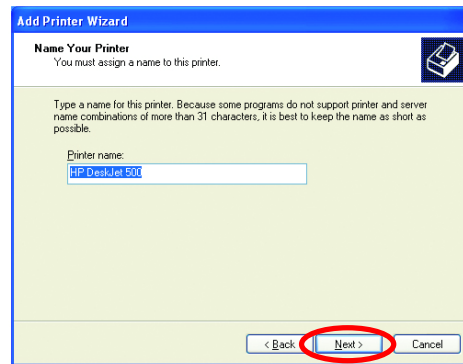 Add Printer Wizard
Name Your Printer
You must assign a name to this printer.
Type a name for this printer. Because some programs do not support printer and server
name combinations of more than 31 characters, it is best to keep the name as short as
possible.
Printer name:
HP DeskJet 500
< Back
Next >
Cancel